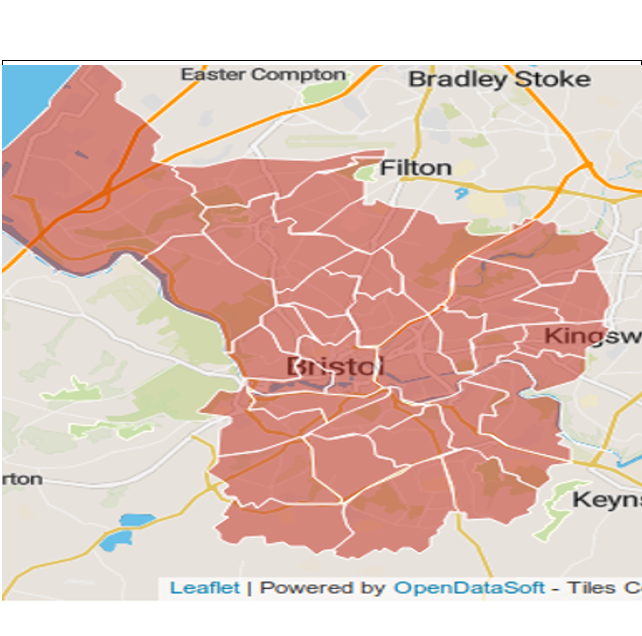 Easter Compton
Bradley Stoke
Filton
Kingsw
Bristol
rton
Keyns
Leaflet | Powered by OpenDataSoft - Tiles C